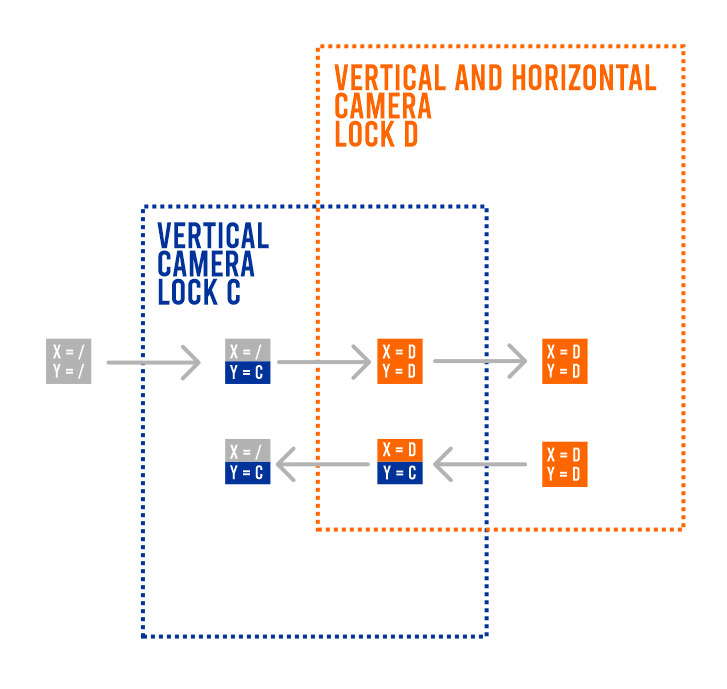 VERTICAL AND HORIZONTAL
CAMERA
LOCK D
VERTICAL
CAMERA
LOCK C
X = /
Y = /
X = /
Y = C
X = D
Y = D
X = D
Y = D
X = /
Y = C
X = D
Y = C
X = D
Y = D